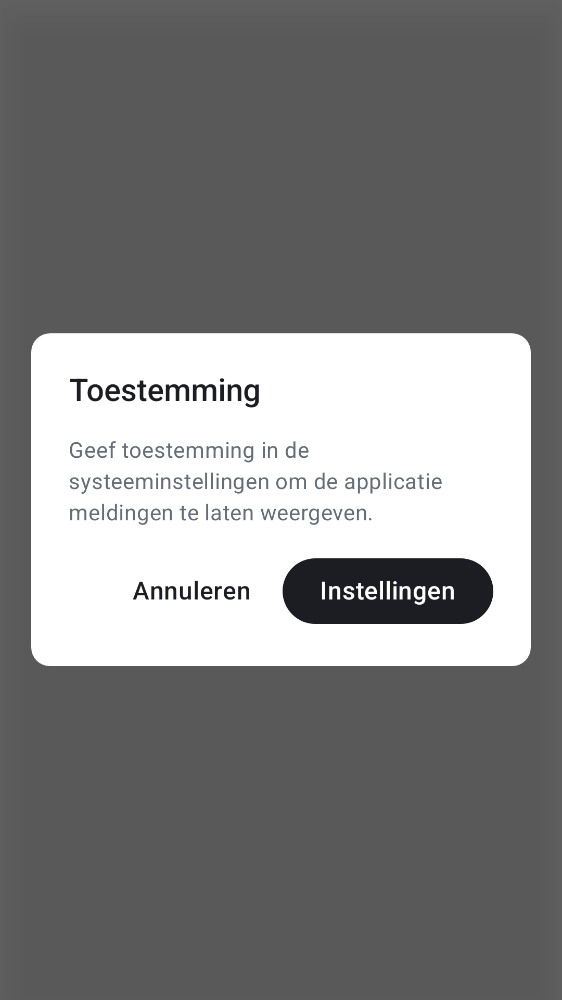 Toestemming
Geef toestemming in de
systeeminstellingen om de applicatie
meldingen te laten weergeven.
Annuleren
Instellingen